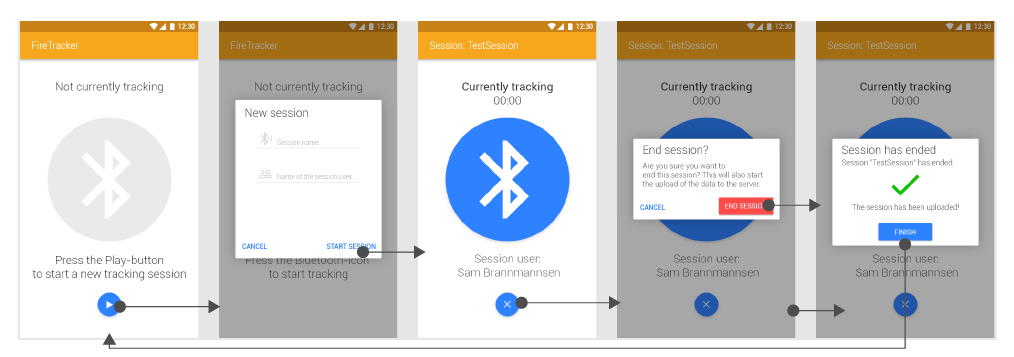 12:30
FireTracker
Not currently tracking
Press the Play-button
to start a new tracking session
12:30
FireTracker
Not currently tracking
New session
Session name
Name of the session user
CANCEL
START SESSION
Press the Bluetooth-Icon
to start tracking
12:30
Session: TestSession
Currently tracking
00:00
Session user:
Sam Brannmannsen
12:30
Session: TestSession
Currently tracking
00:00
End session?
Are you sure you want to
end this session? This will also start
the upload of the data to the server.
CANCEL
END SESSIO
Session user:
Sam Brannmannsen
12:30
Session: TestSession
Currently tracking
00:00
Session has ended
Session "TestSession" has ended.
The session has been uploaded!
FINISH
Session user:
Sam Brannmannsen